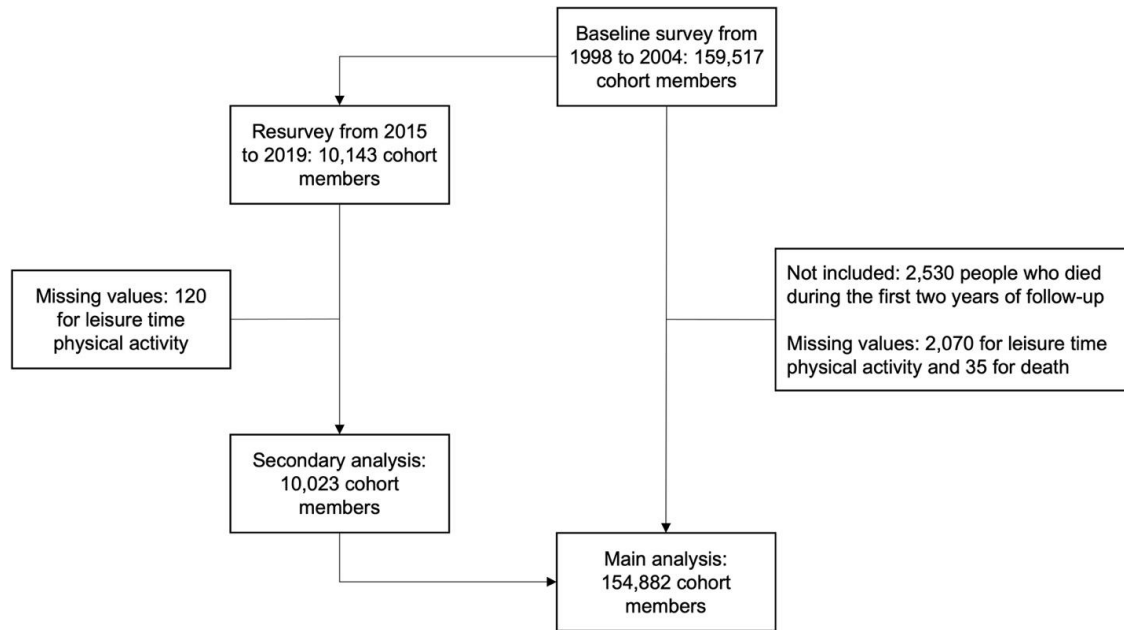 Baseline survey from
1998 to 2004: 159,517
cohort members
Resurvey from 2015
to 2019: 10,143 cohort
members
Missing values: 120
for leisure time
physical activity
Not included: 2,530 people who died
during the first two years of follow-up
Missing values: 2,070 for leisure time
physical activity and 35 for death
Secondary analysis:
10,023 cohort
members
Main analysis:
154,882 cohort
members